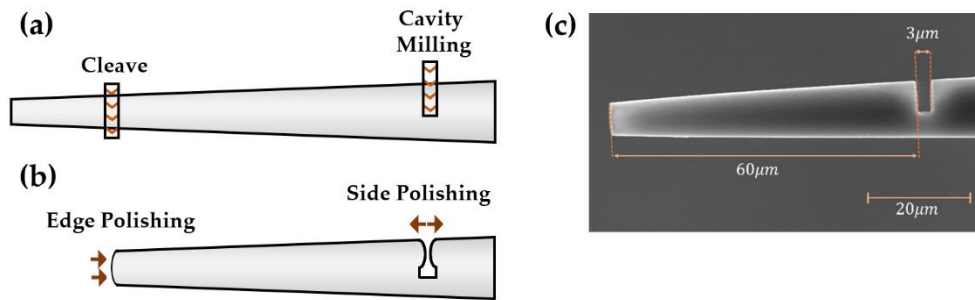 (a)
Cleave
Cavity
Milling
(b)
Edge Polishing
Side Polishing
(c)
3μm
60μm
20μm